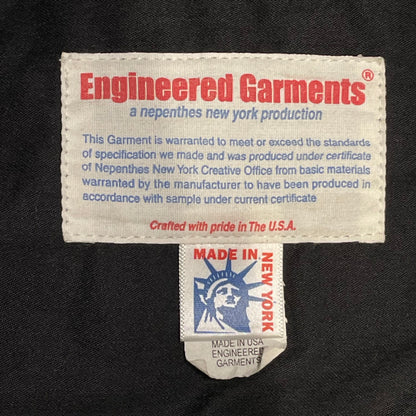 Engineered Garments®
a nepenthes new york production
This Garment is warranted to meet or exceed the standards
of specification we made and was produced under certificate
of Nepenthes New York Creative Office from basic materials
warranted by the manufacturer to have been produced in
accordance with sample under current certificate
Crafted with pride in The U.S.A.
MADE IN
NEW YORK
MADE IN USA
ENGINEERED
GARMENTS